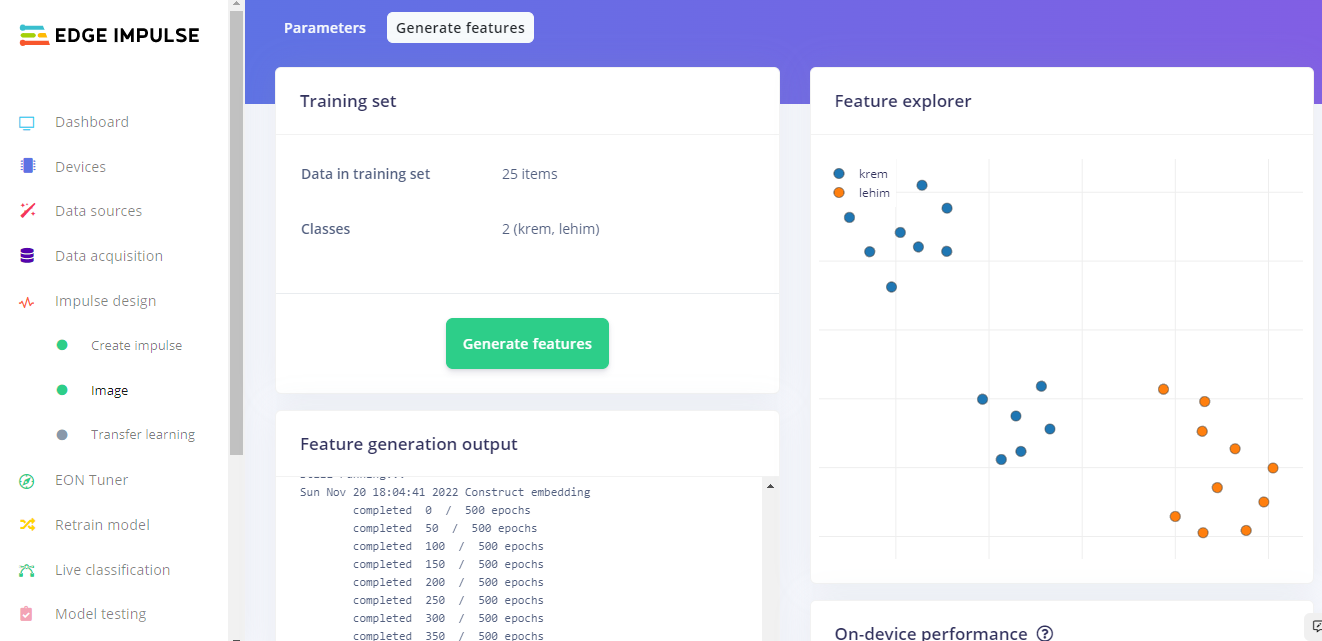 EDGE IMPULSE
Dashboard
Devices
Data sources
Data acquisition
Impulse design
Create impulse
Image
Transfer learning
EON Tuner
Retrain model
Live classification
Model testing
Parameters
Generate features
Training set
Data in training set 25 items
Classes 2 (krem, lehim)
Generate features
Feature generation output
Sun Nov 20 18:04:41 2022 Construct embedding
completed 0 / 500 epochs
completed 50 / 500 epochs
completed 100 / 500 epochs
completed 150 / 500 epochs
completed 200 / 500 epochs
completed 250 / 500 epochs
completed 300 / 500 epochs
completed 350 / 500 epochs
Feature explorer
krem
lehim
On-device performance ?